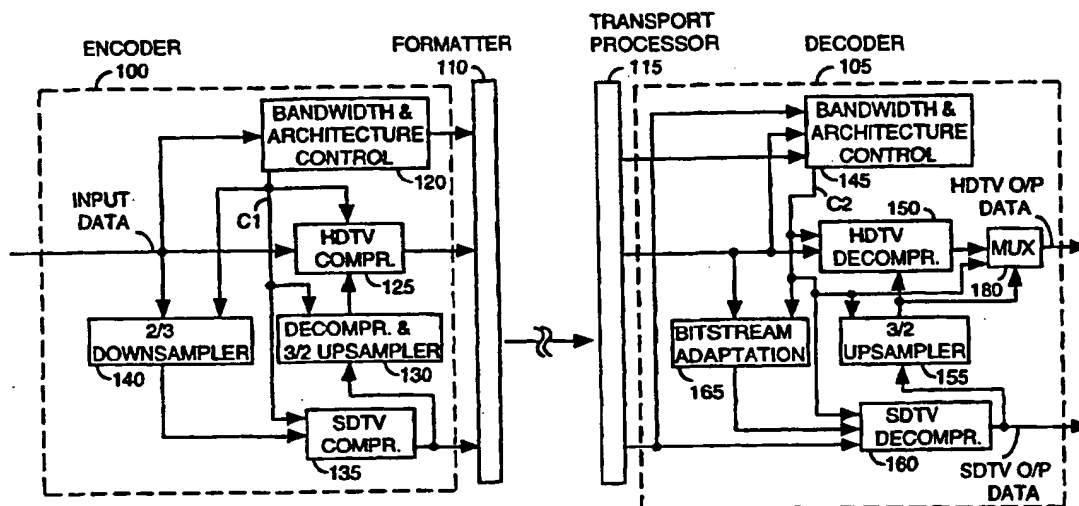 ENCODER
100
FORMATTER
110
TRANSPORT
PROCESSOR
115
DECODER
105
BANDWIDTH &
ARCHITECTURE
CONTROL
120
INPUT
DATA
C1
HDTV
COMPR.
125
2/3
DOWNSAMPLER
140
DECOMPR. &
3/2 UPSAMPLER
130
SDTV
COMPR.
135
BANDWIDTH &
ARCHITECTURE
CONTROL
145
C2
HDTV O/P
DATA
150
HDTV
DECOMPR.
MUX
180
BITSTREAM
ADAPTATION
165
3/2
UPSAMPLER
155
SDTV
DECOMPR.
160
SDTV O/P
DATA